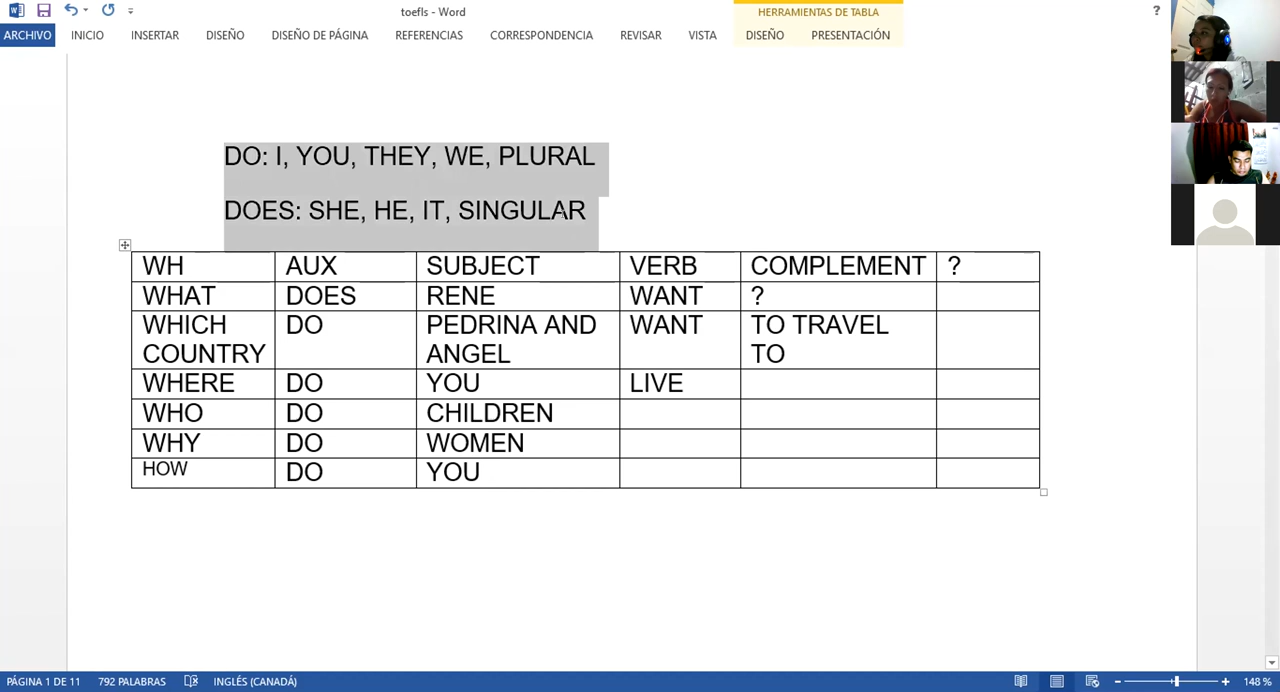 toefls - Word
HERRAMIENTAS DE TABLA
?
ARCHIVO INICIO INSERTAR DISEÑO DISEÑO DE PÁGINA REFERENCIAS CORRESPONDENCIA REVISAR VISTA DISEÑO PRESENTACIÓN
DO: I, YOU, THEY, WE, PLURAL
DOES: SHE, HE, IT, SINGULAR
WH AUX SUBJECT VERB COMPLEMENT ?
WHAT DOES RENE WANT ?
WHICH DO PEDRINA AND WANT TO TRAVEL
COUNTRY ANGEL TO
WHERE DO YOU LIVE
WHO DO CHILDREN
WHY DO WOMEN
HOW DO YOU
PÁGINA 1 DE 11 792 PALABRAS INGLÉS (CANADÁ) 148 %